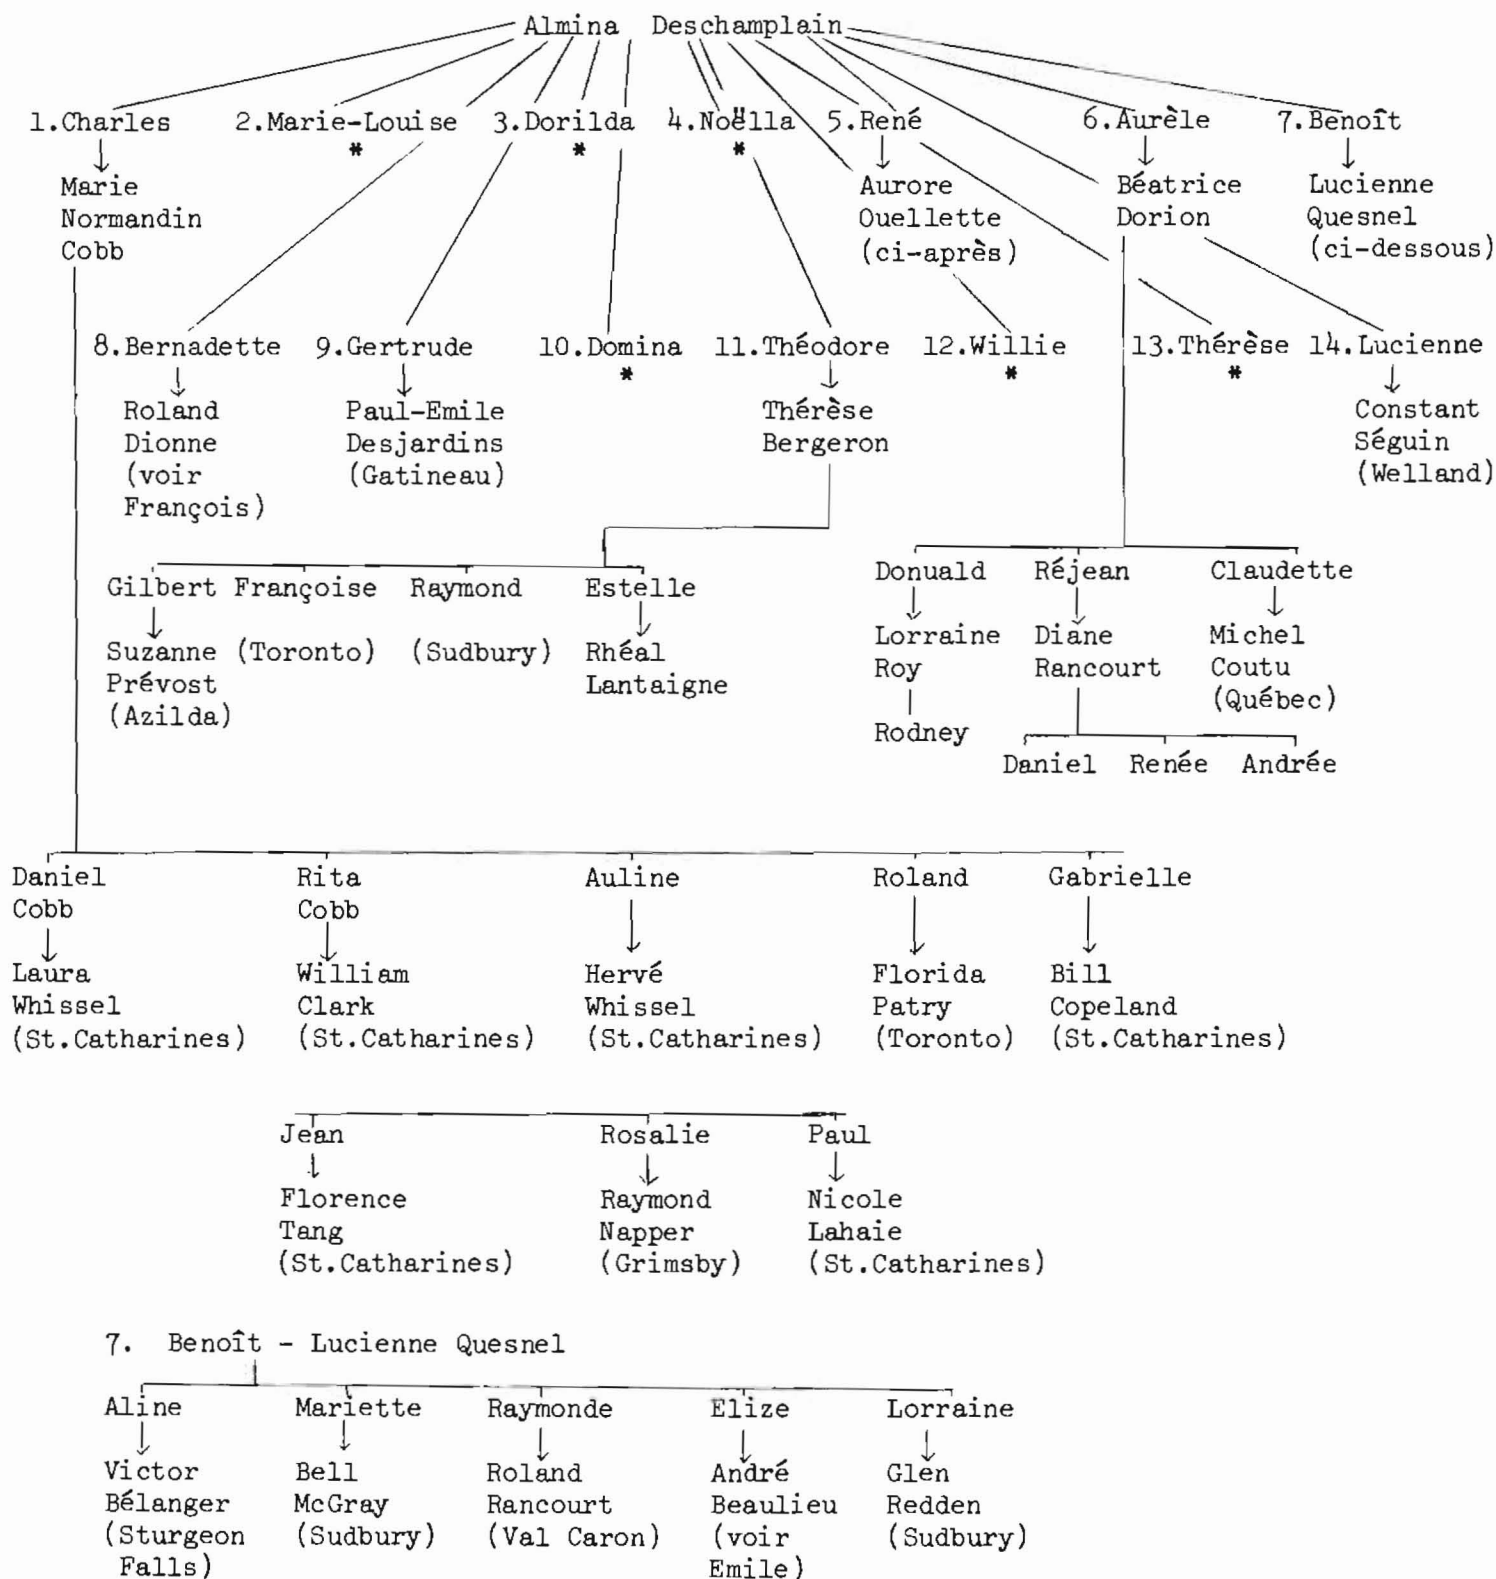 Almina Deschamplain
1.Charles 2.Marie-Louise 3.Dorilda 4.Noëlla 5.René 6.Aurèle 7.Benoît
* * *
Marie Aurore Béatrice Lucienne
Normandin Ouellette Dorion Quesnel
Cobb (ci-après) (ci-dessous)
8.Bernadette 9.Gertrude 10.Domina 11.Théodore 12.Willie 13.Thérèse 14.Lucienne
* * *
Roland Paul-Emile Thérèse Constant
Dionne Desjardins Bergeron Séguin
(voir (Gatineau) (Welland)
François)
Gilbert Françoise Raymond Estelle Donuald Réjean Claudette
Suzanne (Toronto) (Sudbury) Rhéal Lorraine Diane Michel
Prévost Lantaigne Roy Rancourt Coutu
(Azilda) (Québec)
Rodney
Daniel Renée Andrée
Daniel Rita Auline Roland Gabrielle
Cobb Cobb
Laura William Hervé Florida Bill
Whissel Clark Whissel Patry Copeland
(St.Catharines) (St.Catharines) (St.Catharines) (Toronto) (St.Catharines)
Jean Rosalie Paul
Florence Raymond Nicole
Tang Napper Lahaie
(St.Catharines) (Grimsby) (St.Catharines)
7. Benoît - Lucienne Quesnel
Aline Mariette Raymonde Elize Lorraine
Victor Bell Roland André Glen
Bélanger McGray Rancourt Beaulieu Redden
(Sturgeon (Sudbury) (Val Caron) (voir (Sudbury)
Falls) Emile)